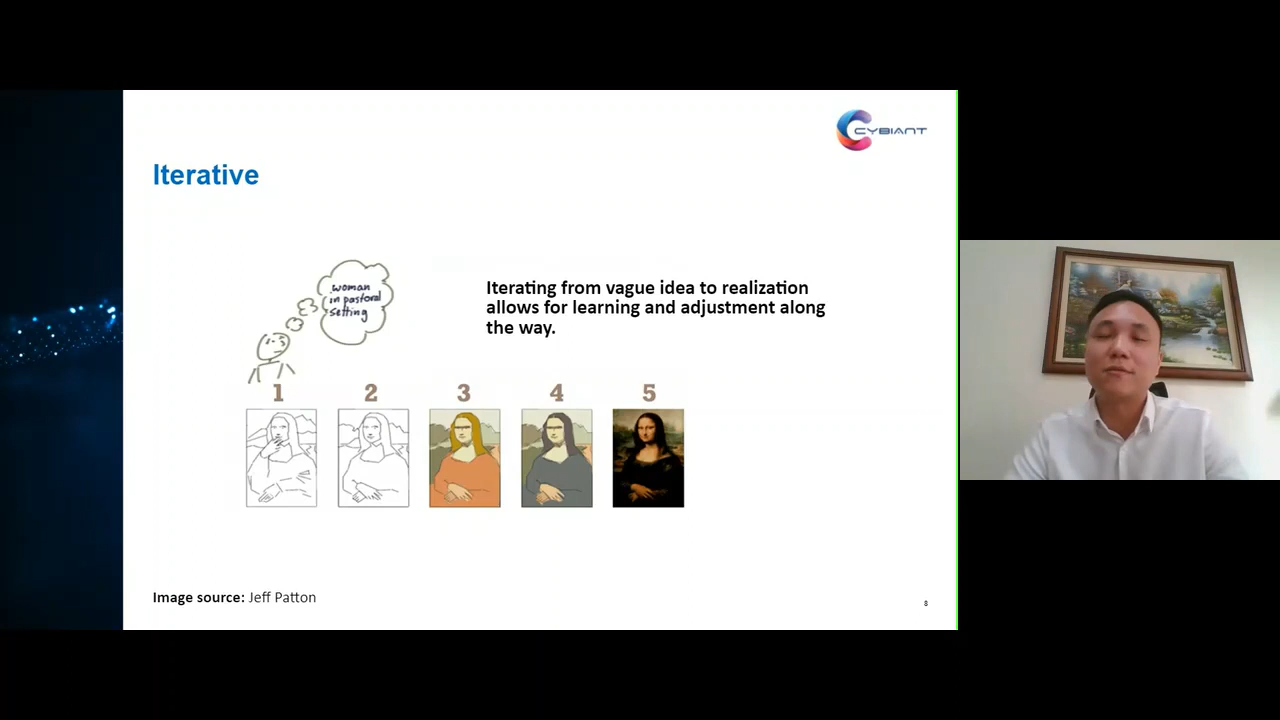 CYBIANT
Iterative
woman
in pastoral
setting
Iterating from vague idea to realization
allows for learning and adjustment along
the way.
1 2 3 4 5
Image source: Jeff Patton
8